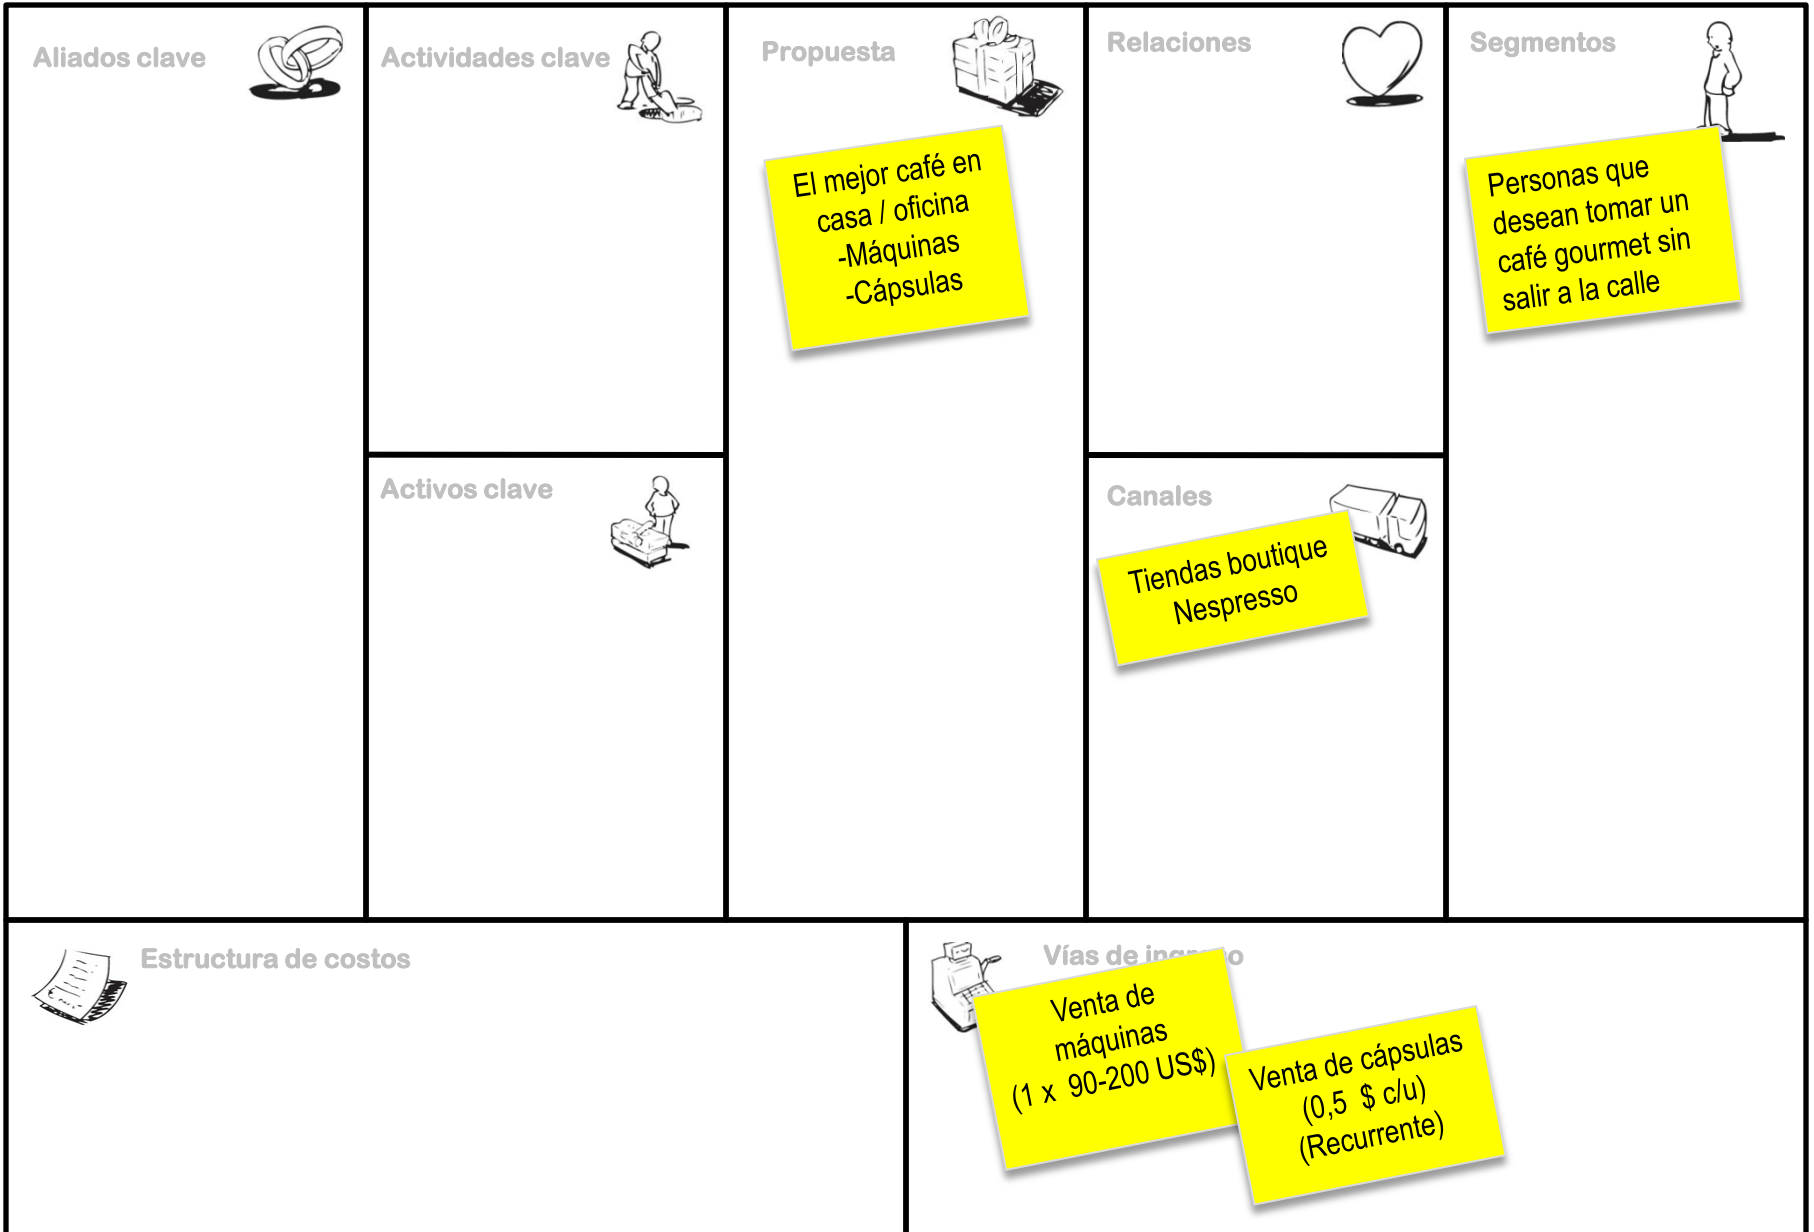 Aliados clave
Actividades clave
Propuesta
El mejor café en
casa / oficina
-Máquinas
-Cápsulas
Relaciones
Segmentos
Personas que
desean tomar un
café gourmet sin
salir a la calle
Activos clave
Canales
Tiendas boutique
Nespresso
Estructura de costos
Vías de ingreso
Venta de
máquinas
(1 x 90-200 US$)
Venta de cápsulas
(0,5 $ c/u)
(Recurrente)